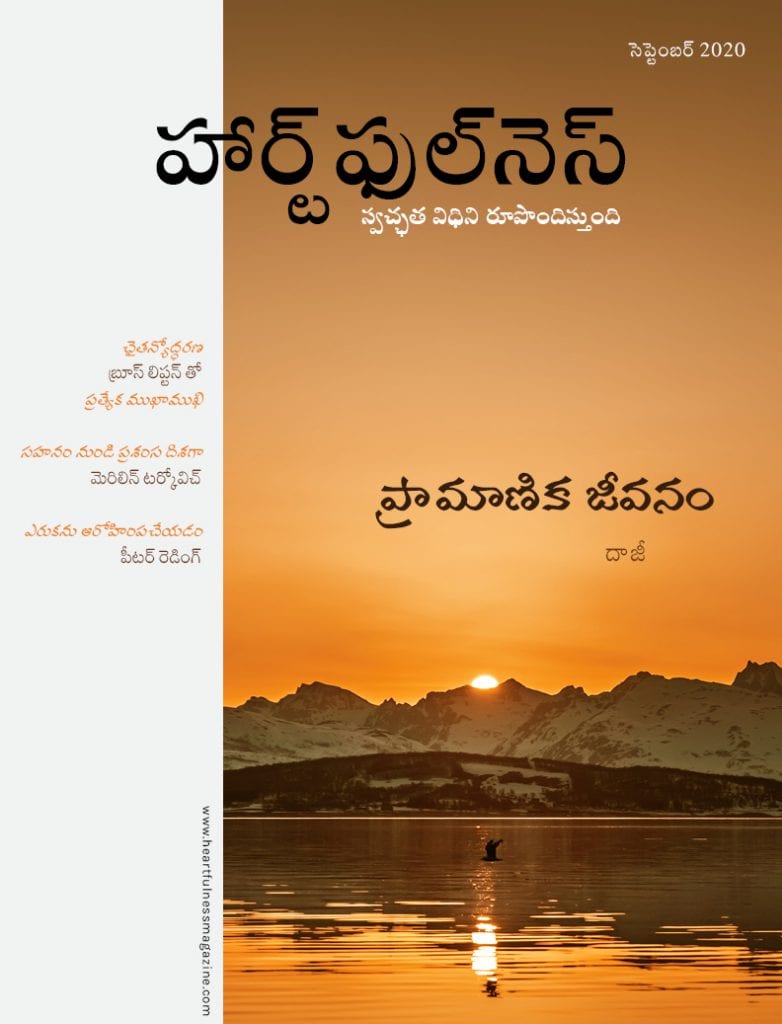 సెప్టెంబర్ 2020
హార్ట్‌ఫుల్‌నెస్
స్వచ్ఛత విధిని రూపొందిస్తుంది
చైతన్యోద్ధరణ
బ్రూస్ లిప్టన్ తో
ప్రత్యేక ముఖాముఖి
సహనం నుండి ప్రశంస దిశగా
మెరిలిన్ టర్కోవిచ్
ఎరుకను ఆరోహింపచేయడం
పీటర్ రెడింగ్
ప్రామాణిక జీవనం
దాజీ
www.heartfulnessmagazine.com